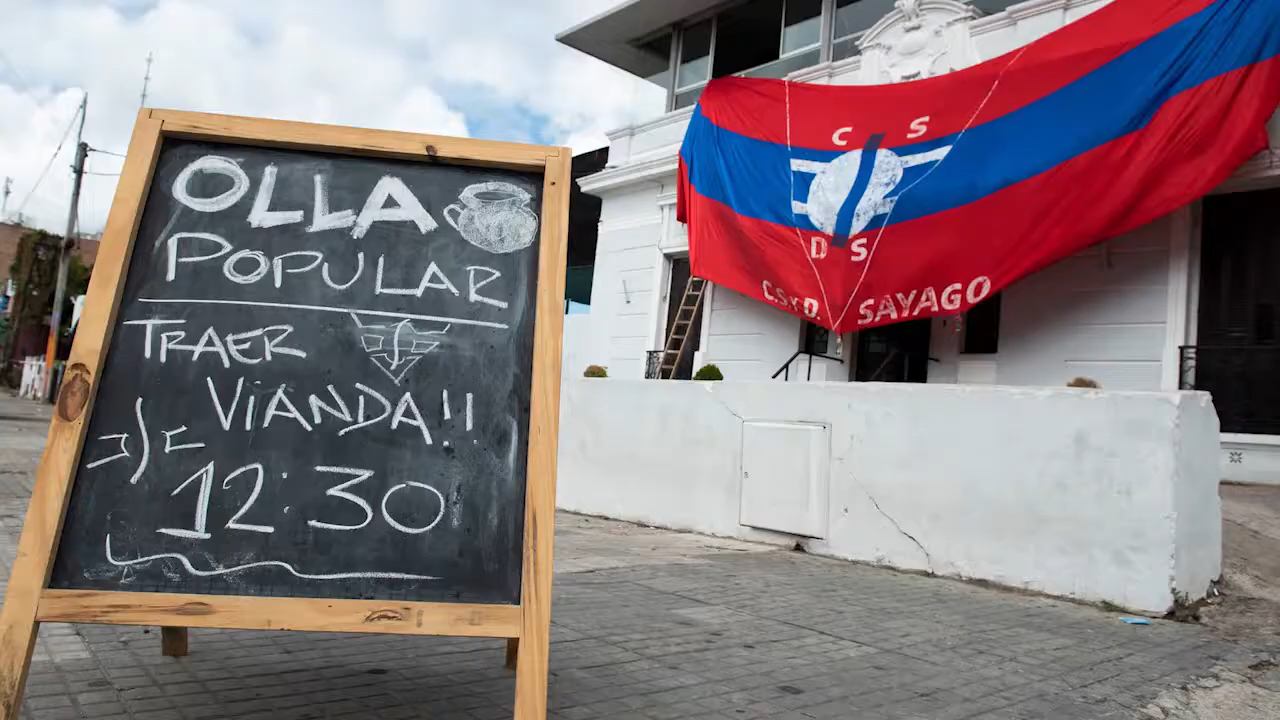 OLLA
POPULAR
TRAER
VIANDA!!
12:30
C S
D S
C.S.y D. SAYAGO